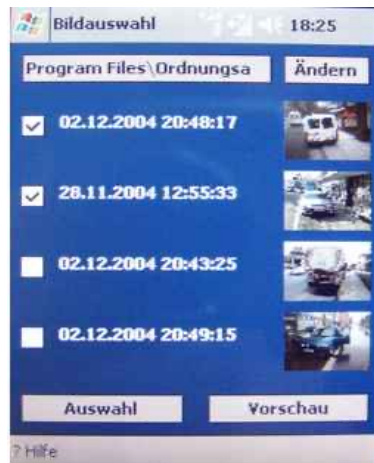 Bildauswahl 18:25
Program Files\Ordnungsa Ändern
02.12.2004 20:48:17
28.11.2004 12:55:33
02.12.2004 20:43:25
02.12.2004 20:49:15
Auswahl Vorschau
? Hilfe